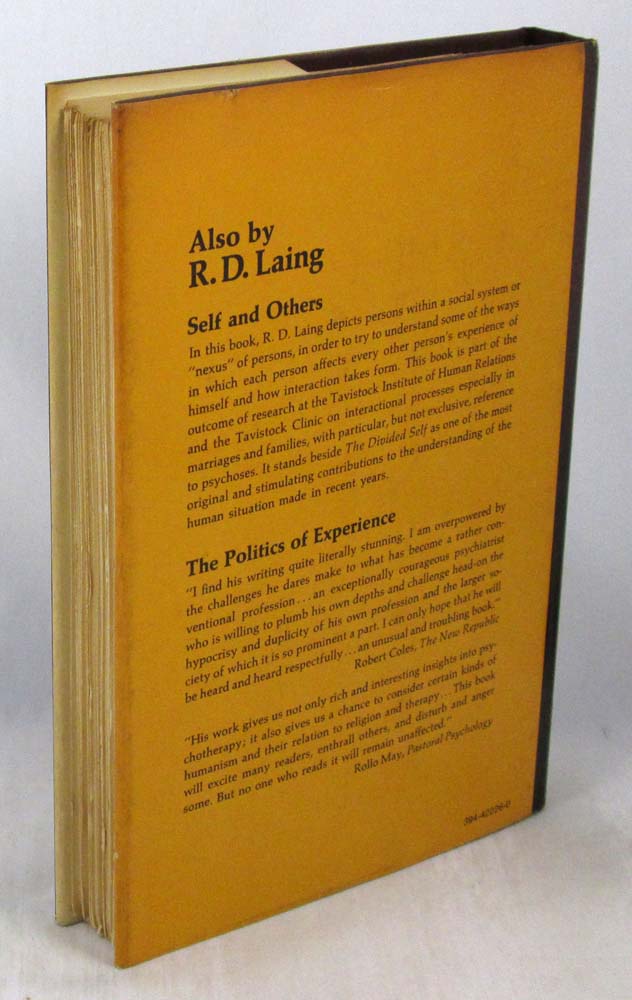 Also by
R. D. Laing
Self and Others
In this book, R. D. Laing depicts persons within a social system or
"nexus" of persons, in order to try to understand some of the ways
in which each person affects every other person's experience of
himself and how interaction takes form. This book is part of the
outcome of research at the Tavistock Institute of Human Relations
and the Tavistock Clinic on interactional processes especially in
marriages and families, with particular, but not exclusive, reference
to psychoses. It stands beside The Divided Self as one of the most
original and stimulating contributions to the understanding of the
human situation made in recent years.
The Politics of Experience
"I find his writing quite literally stunning. I am overpowered by
the challenges he dares make to what has become a rather con-
ventional profession...an exceptionally courageous psychiatrist
who is willing to plumb his own depths and challenge head-on the
hypocrisy and duplicity of his own profession and the larger so-
ciety of which it is so prominent a part. I can only hope that he will
be heard and heard respectfully...an unusual and troubling book."
Robert Coles, The New Republic
"His work gives us not only rich and interesting insights into psy-
chotherapy; it also gives us a chance to consider certain kinds of
humanism and their relation to religion and therapy...This book
will excite many readers, enthrall others, and disturb and anger
some. But no one who reads it will remain unaffected."
Rollo May, Pastoral Psychology
394-42026-0